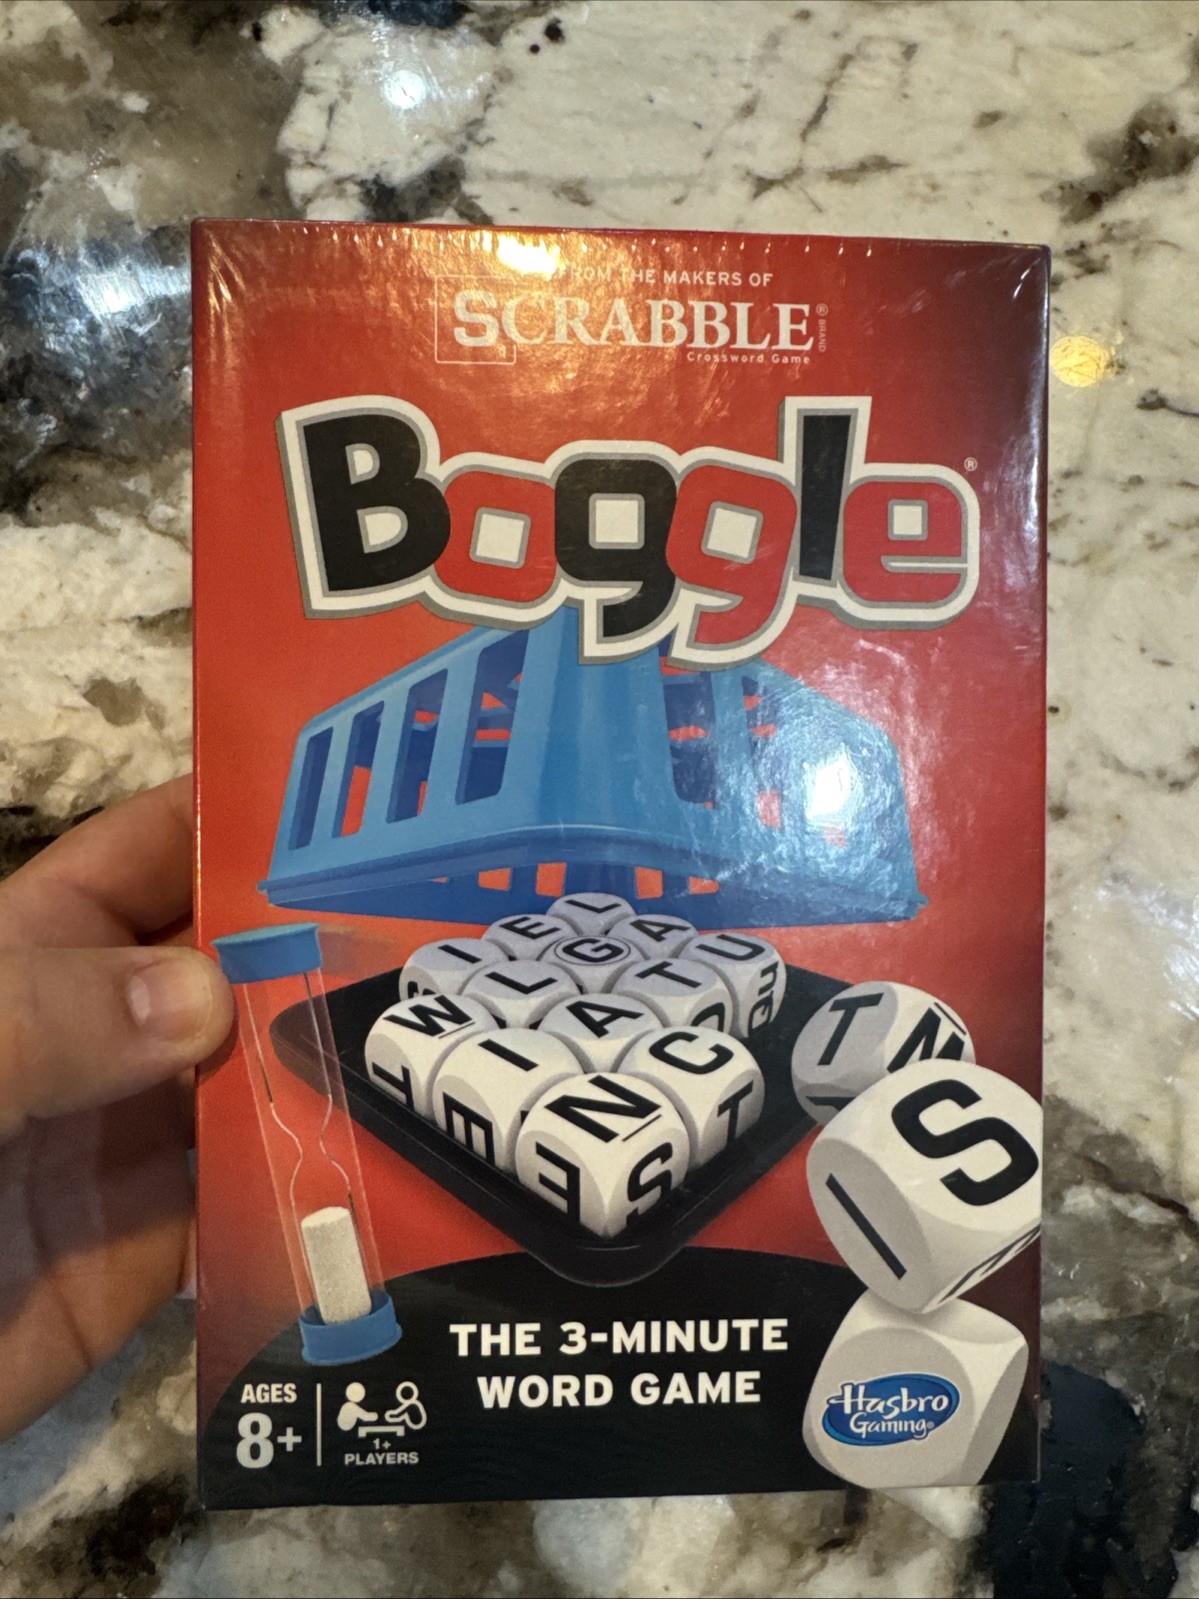 FROM THE MAKERS OF
SCRABBLE® BRAND
Crossword Game
Boggle®
L
E A
I G U
L T Qu
W A T N
I C
T N T S
E E S I
THE 3-MINUTE
WORD GAME
AGES
8+
1+
PLAYERS
Hasbro
Gaming®